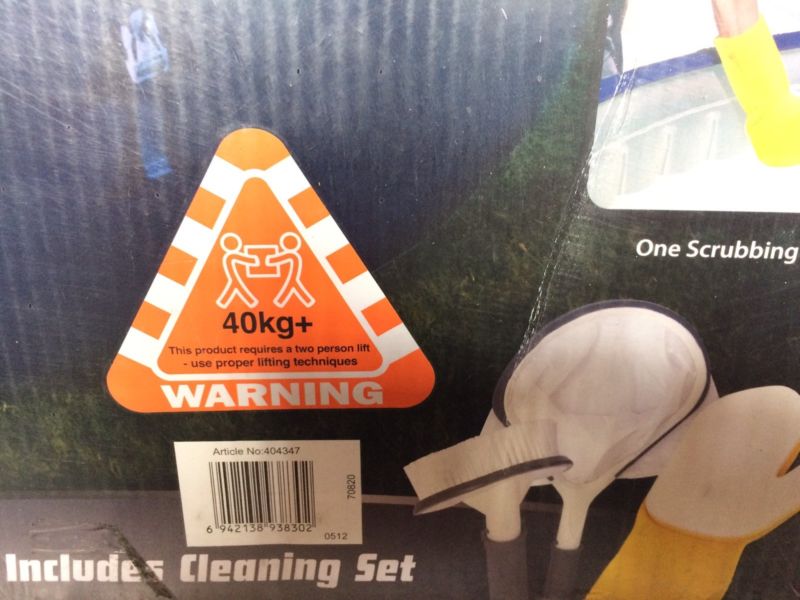 One Scrubbing
40kg+
This product requires a two person lift
- use proper lifting techniques
WARNING
Article No:404347
70820
6 942138 938302
0512
Includes Cleaning Set